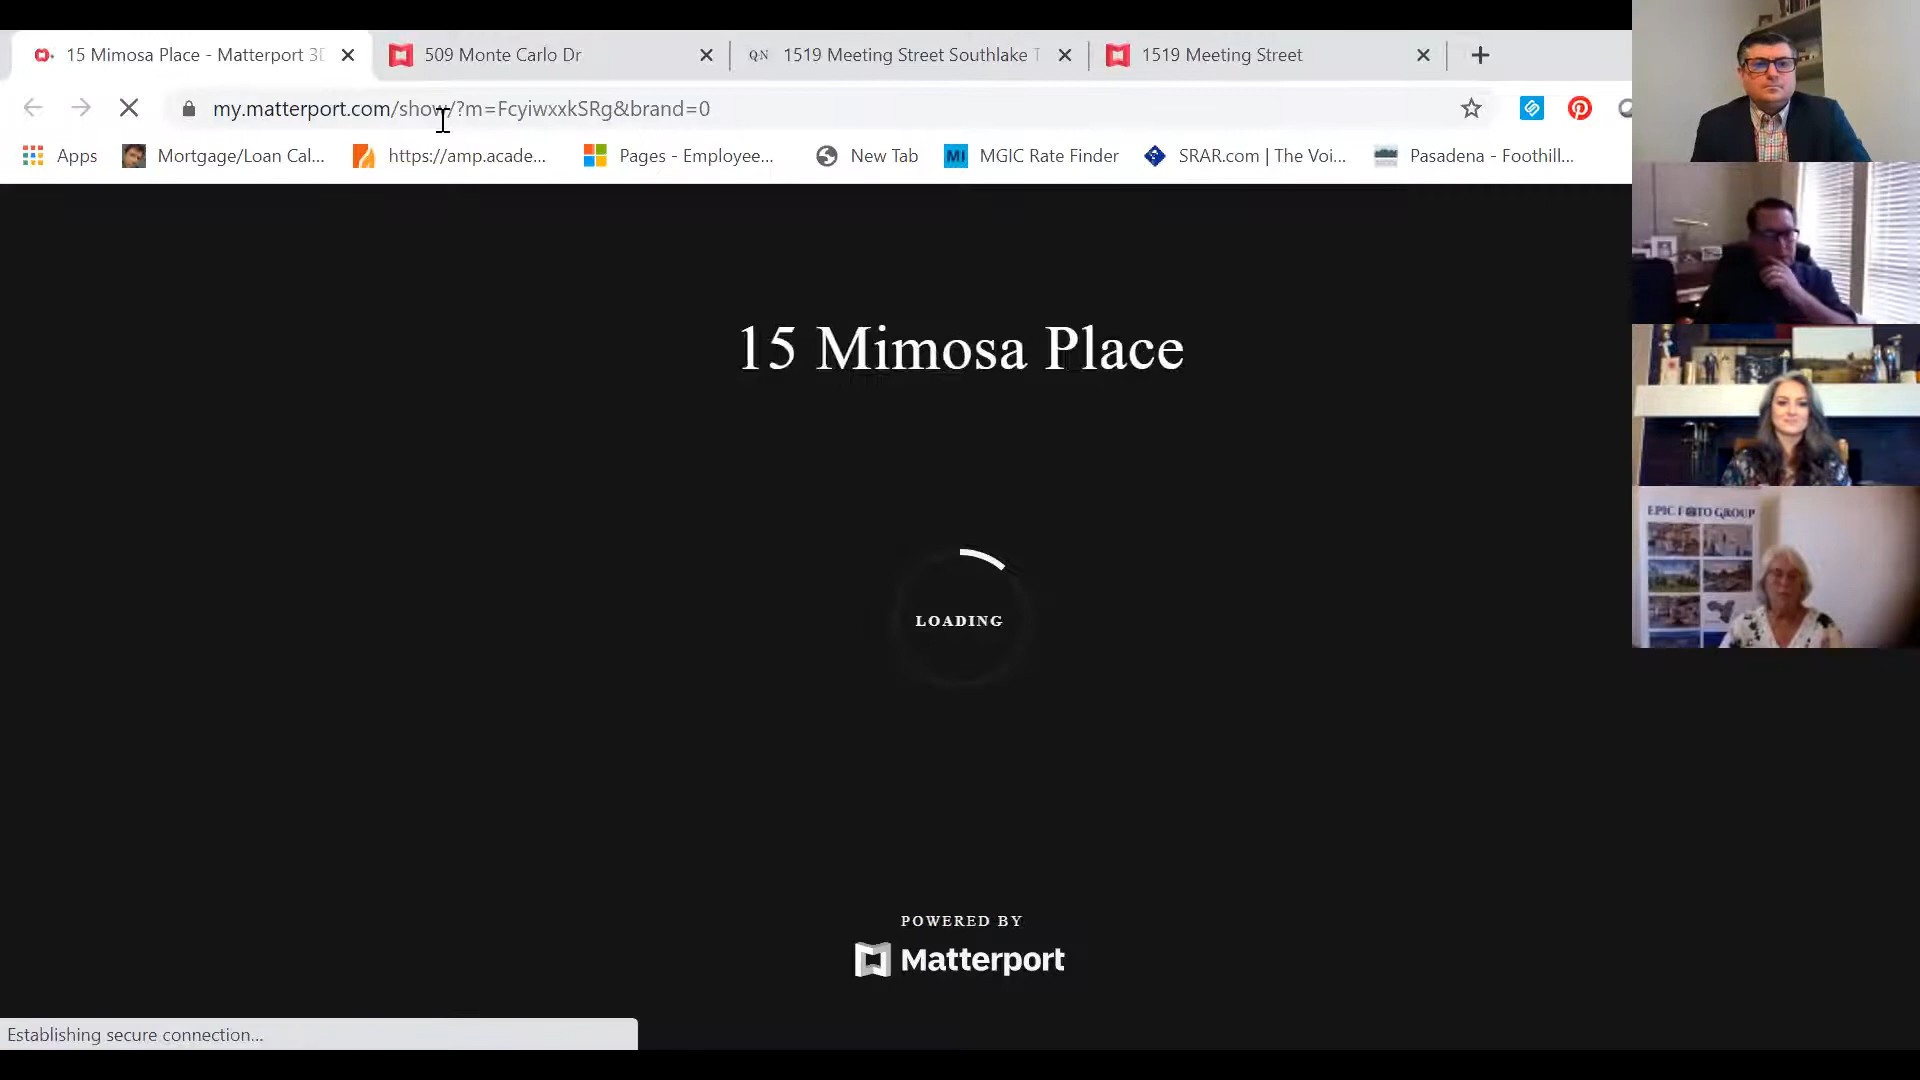 15 Mimosa Place - Matterport 3D
509 Monte Carlo Dr
QN
1519 Meeting Street Southlake T
1519 Meeting Street
my.matterport.com/show/?m=FcyiwxxkSRg&brand=0
Apps
Mortgage/Loan Cal...
https://amp.acade...
Pages - Employee...
New Tab
MI
MGIC Rate Finder
SRAR.com | The Voi...
Pasadena - Foothill...
EPIC FOTO GROUP
15 Mimosa Place
LOADING
POWERED BY
Matterport
Establishing secure connection...